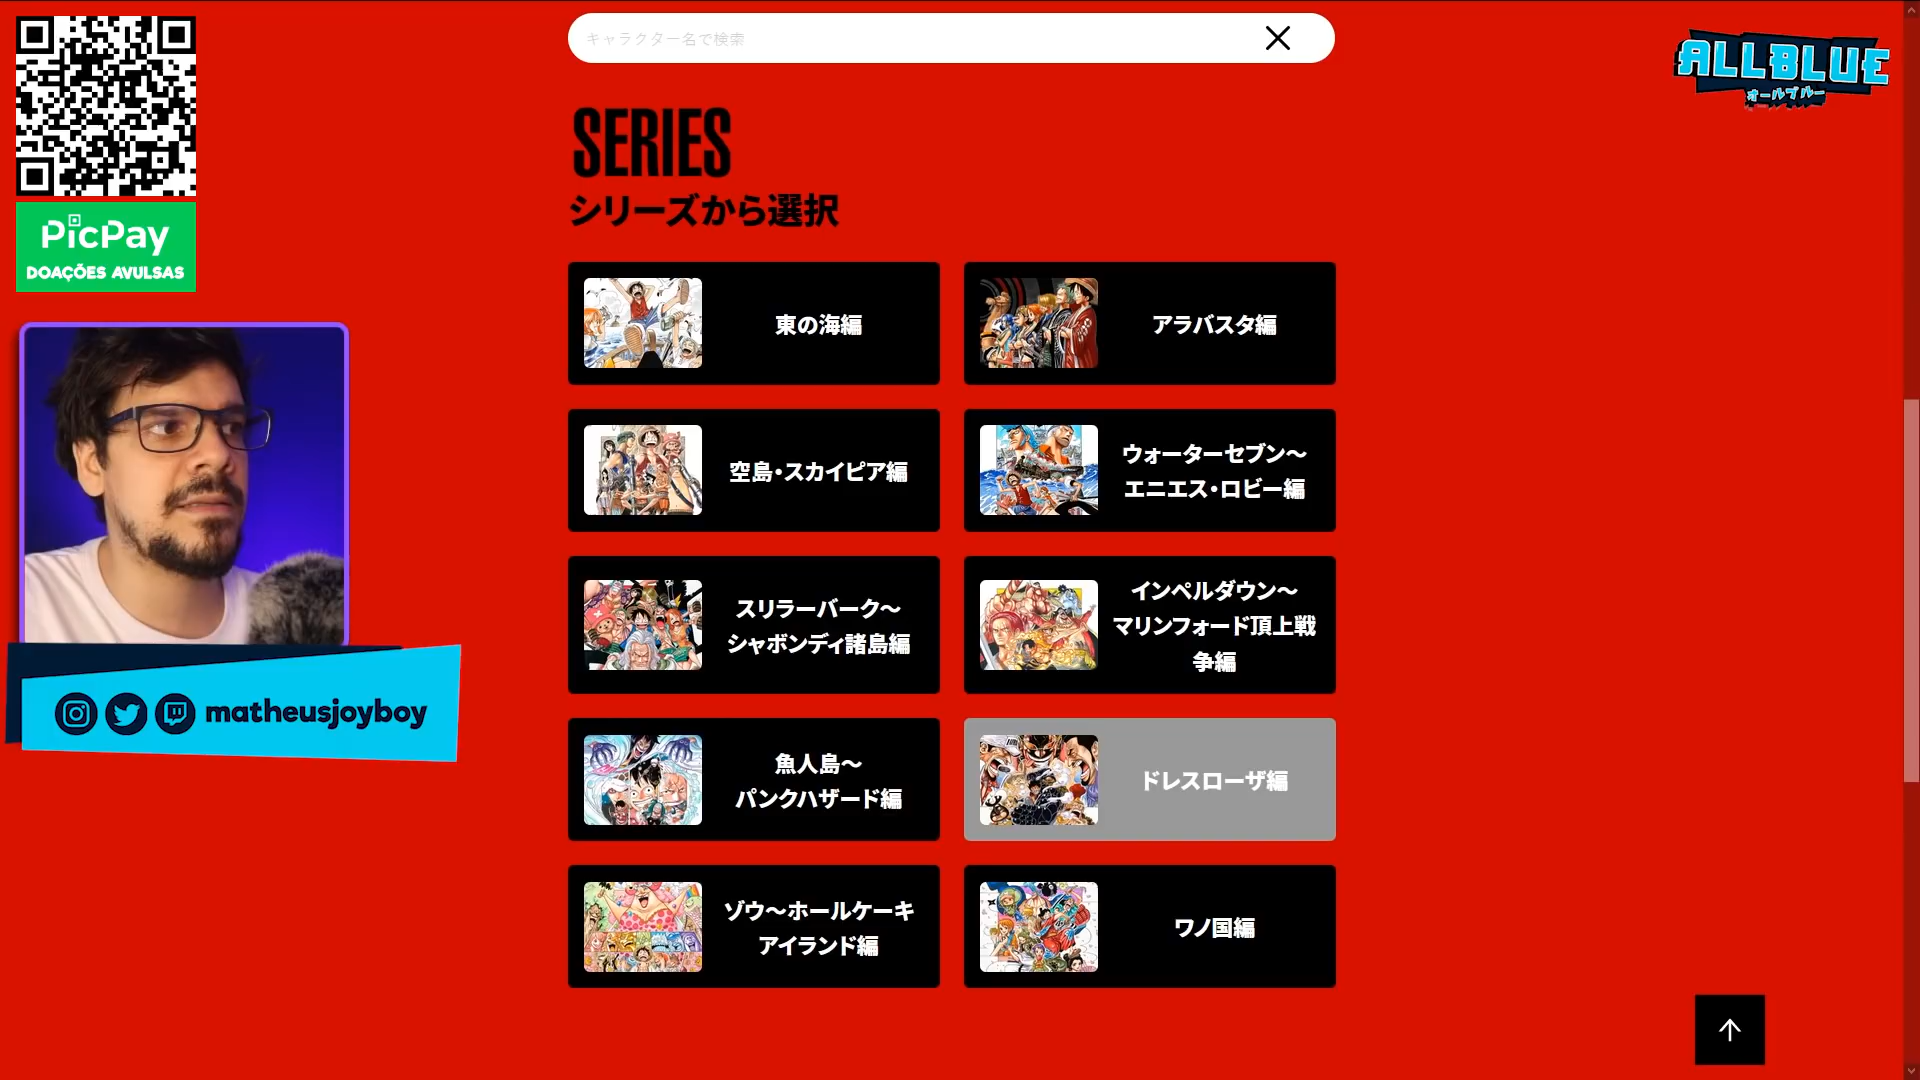 キャラクター名で検索
ALLBLUE
オールブルー
PicPay
DOAÇÕES AVULSAS
SERIES
シリーズから選択
東の海編
アラバスタ編
空島・スカイピア編
ウォーターセブン～
エニエス・ロビー編
スリラーバーク～
シャボンディ諸島編
インペルダウン～
マリンフォード頂上戦
争編
魚人島～
パンクハザード編
ドレスローザ編
ゾウ～ホールケーキ
アイランド編
ワノ国編
matheusjoyboy